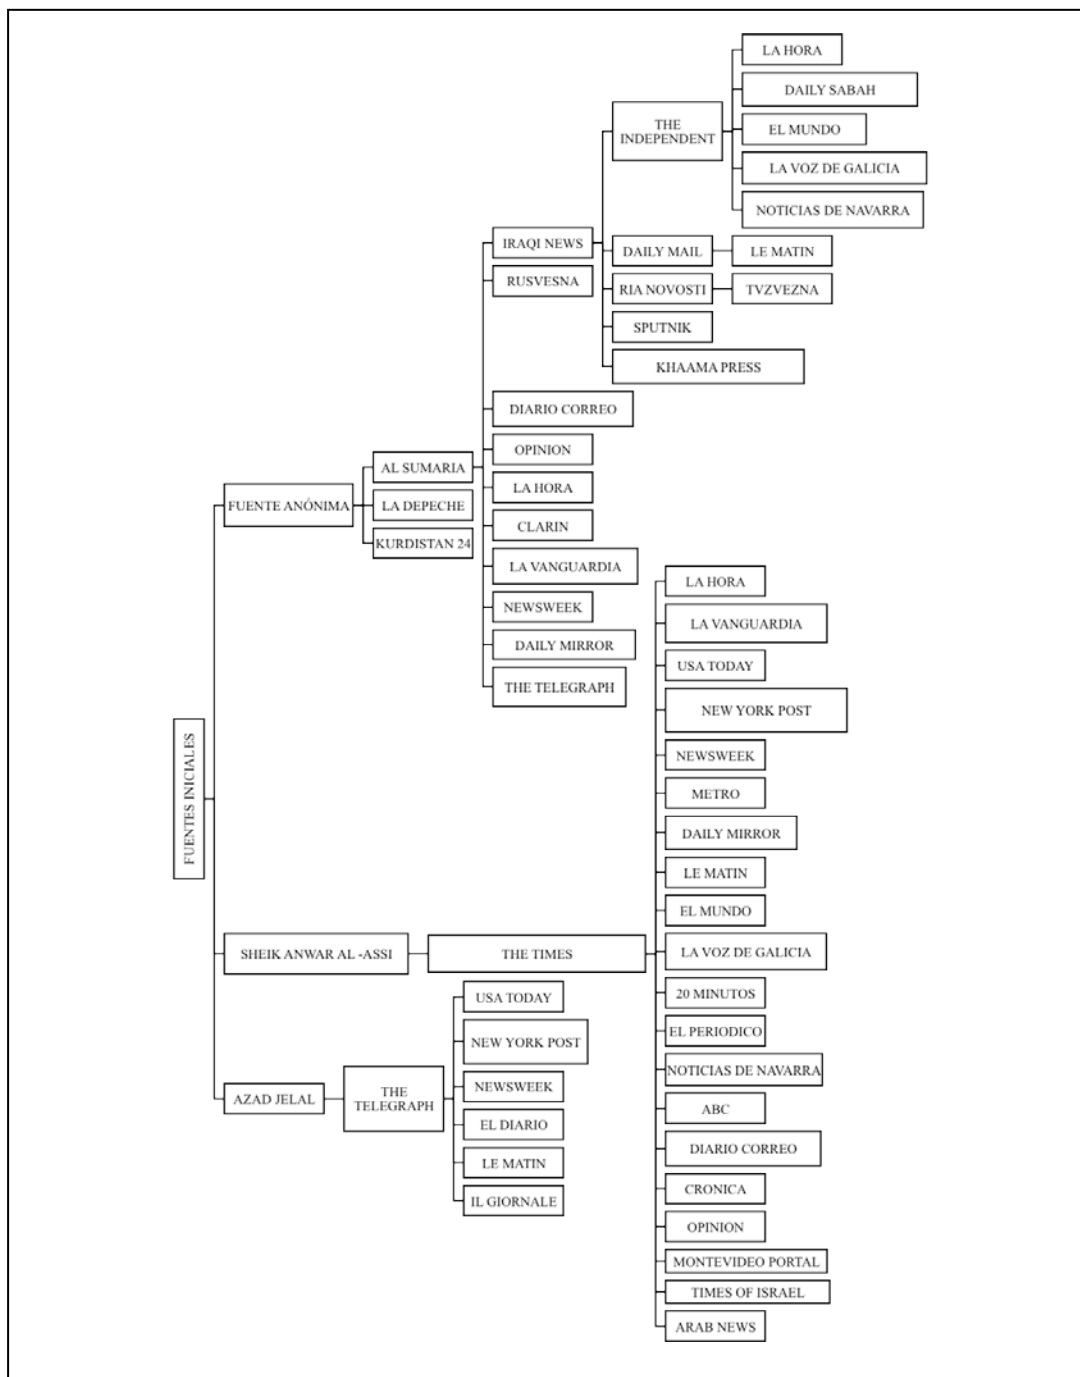 LA HORA
DAILY SABAH
THE
INDEPENDENT
EL MUNDO
LA VOZ DE GALICIA
NOTICIAS DE NAVARRA
IRAQI NEWS
DAILY MAIL
LE MATIN
RUSVESNA
RIA NOVOSTI
TVZVEZNA
SPUTNIK
KHAAMA PRESS
DIARIO CORREO
OPINION
AL SUMARIA
LA HORA
FUENTE ANÓNIMA
LA DEPECHE
CLARIN
KURDISTAN 24
LA VANGUARDIA
NEWSWEEK
DAILY MIRROR
THE TELEGRAPH
FUENTES INICIALES
LA HORA
LA VANGUARDIA
USA TODAY
NEW YORK POST
NEWSWEEK
METRO
DAILY MIRROR
LE MATIN
EL MUNDO
SHEIK ANWAR AL -ASSI
THE TIMES
LA VOZ DE GALICIA
20 MINUTOS
EL PERIODICO
NOTICIAS DE NAVARRA
ABC
DIARIO CORREO
CRONICA
OPINION
MONTEVIDEO PORTAL
TIMES OF ISRAEL
ARAB NEWS
AZAD JELAL
THE
TELEGRAPH
USA TODAY
NEW YORK POST
NEWSWEEK
EL DIARIO
LE MATIN
IL GIORNALE